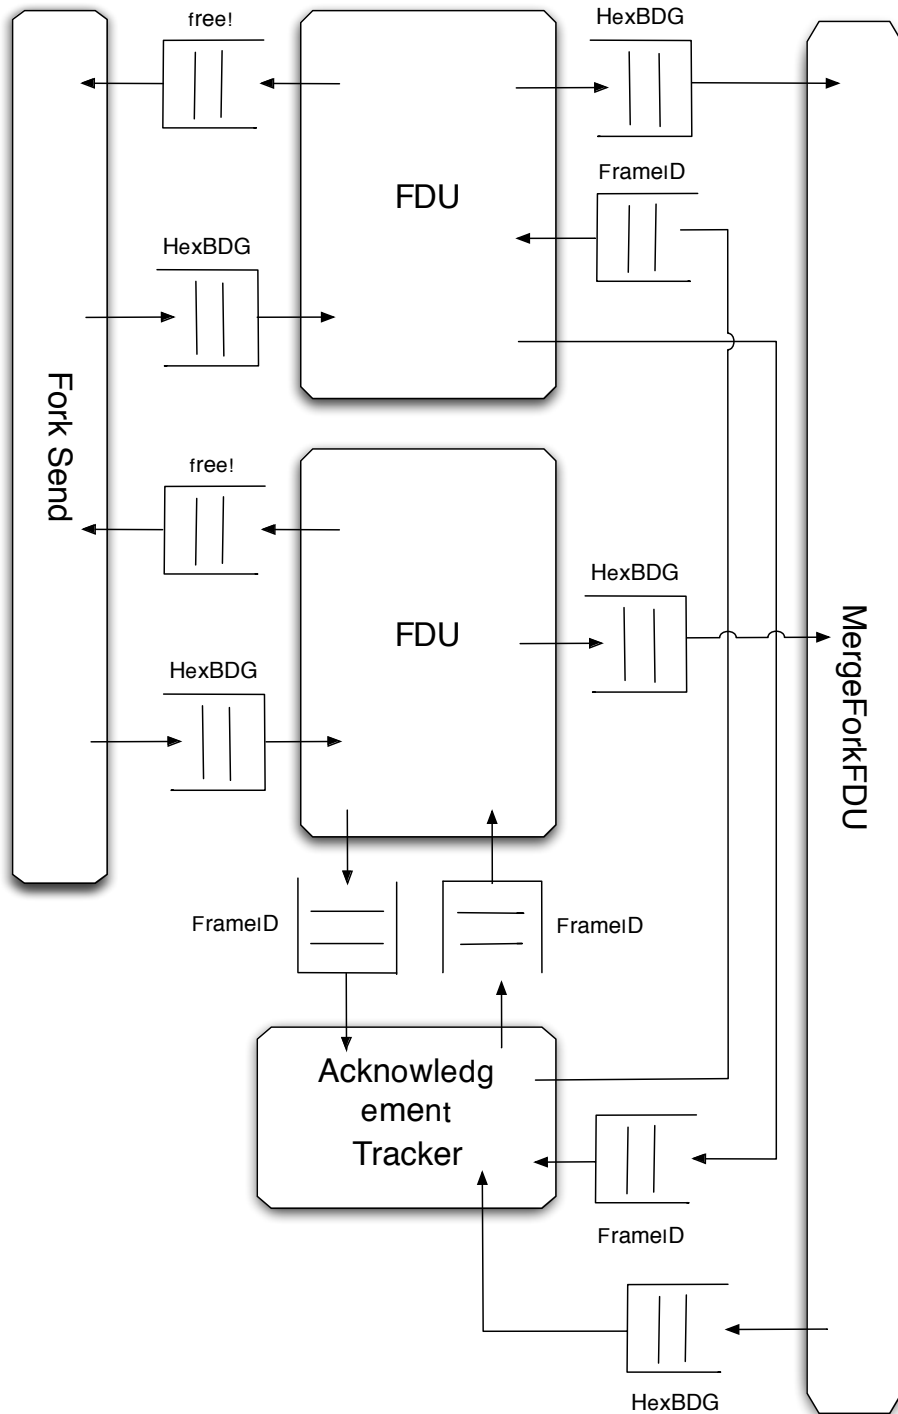 free!
HexBDG
FDU
FrameID
HexBDG
Fork Send
free!
HexBDG
FDU
MergeForkFDU
HexBDG
FrameID
FrameID
Acknowledg
ement
Tracker
FrameID
HexBDG